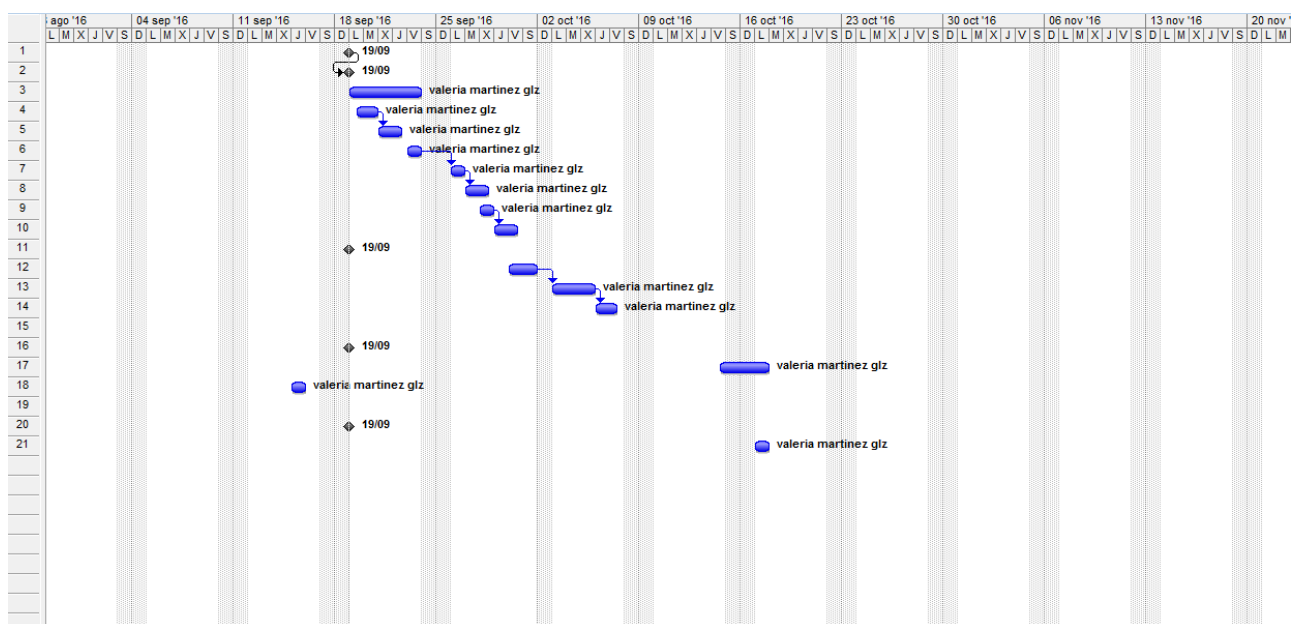 ago '16 04 sep '16 11 sep '16 18 sep '16 25 sep '16 02 oct '16 09 oct '16 16 oct '16 23 oct '16 30 oct '16 06 nov '16 13 nov '16 20 nov '
L M X J V S D L M X J V S D L M X J V S D L M X J V S D L M X J V S D L M X J V S D L M X J V S D L M X J V S D L M X J V S D L M X J V S D L M X J V S D L M X J V S D L M X J V S D L M
1 19/09
2 19/09
3 valeria martinez glz
4 valeria martinez glz
5 valeria martinez glz
6 valeria martinez glz
7 valeria martinez glz
8 valeria martinez glz
9 valeria martinez glz
10
11 19/09
12
13 valeria martinez glz
14 valeria martinez glz
15
16 19/09
17 valeria martinez glz
18 valeria martinez glz
19
20 19/09
21 valeria martinez glz